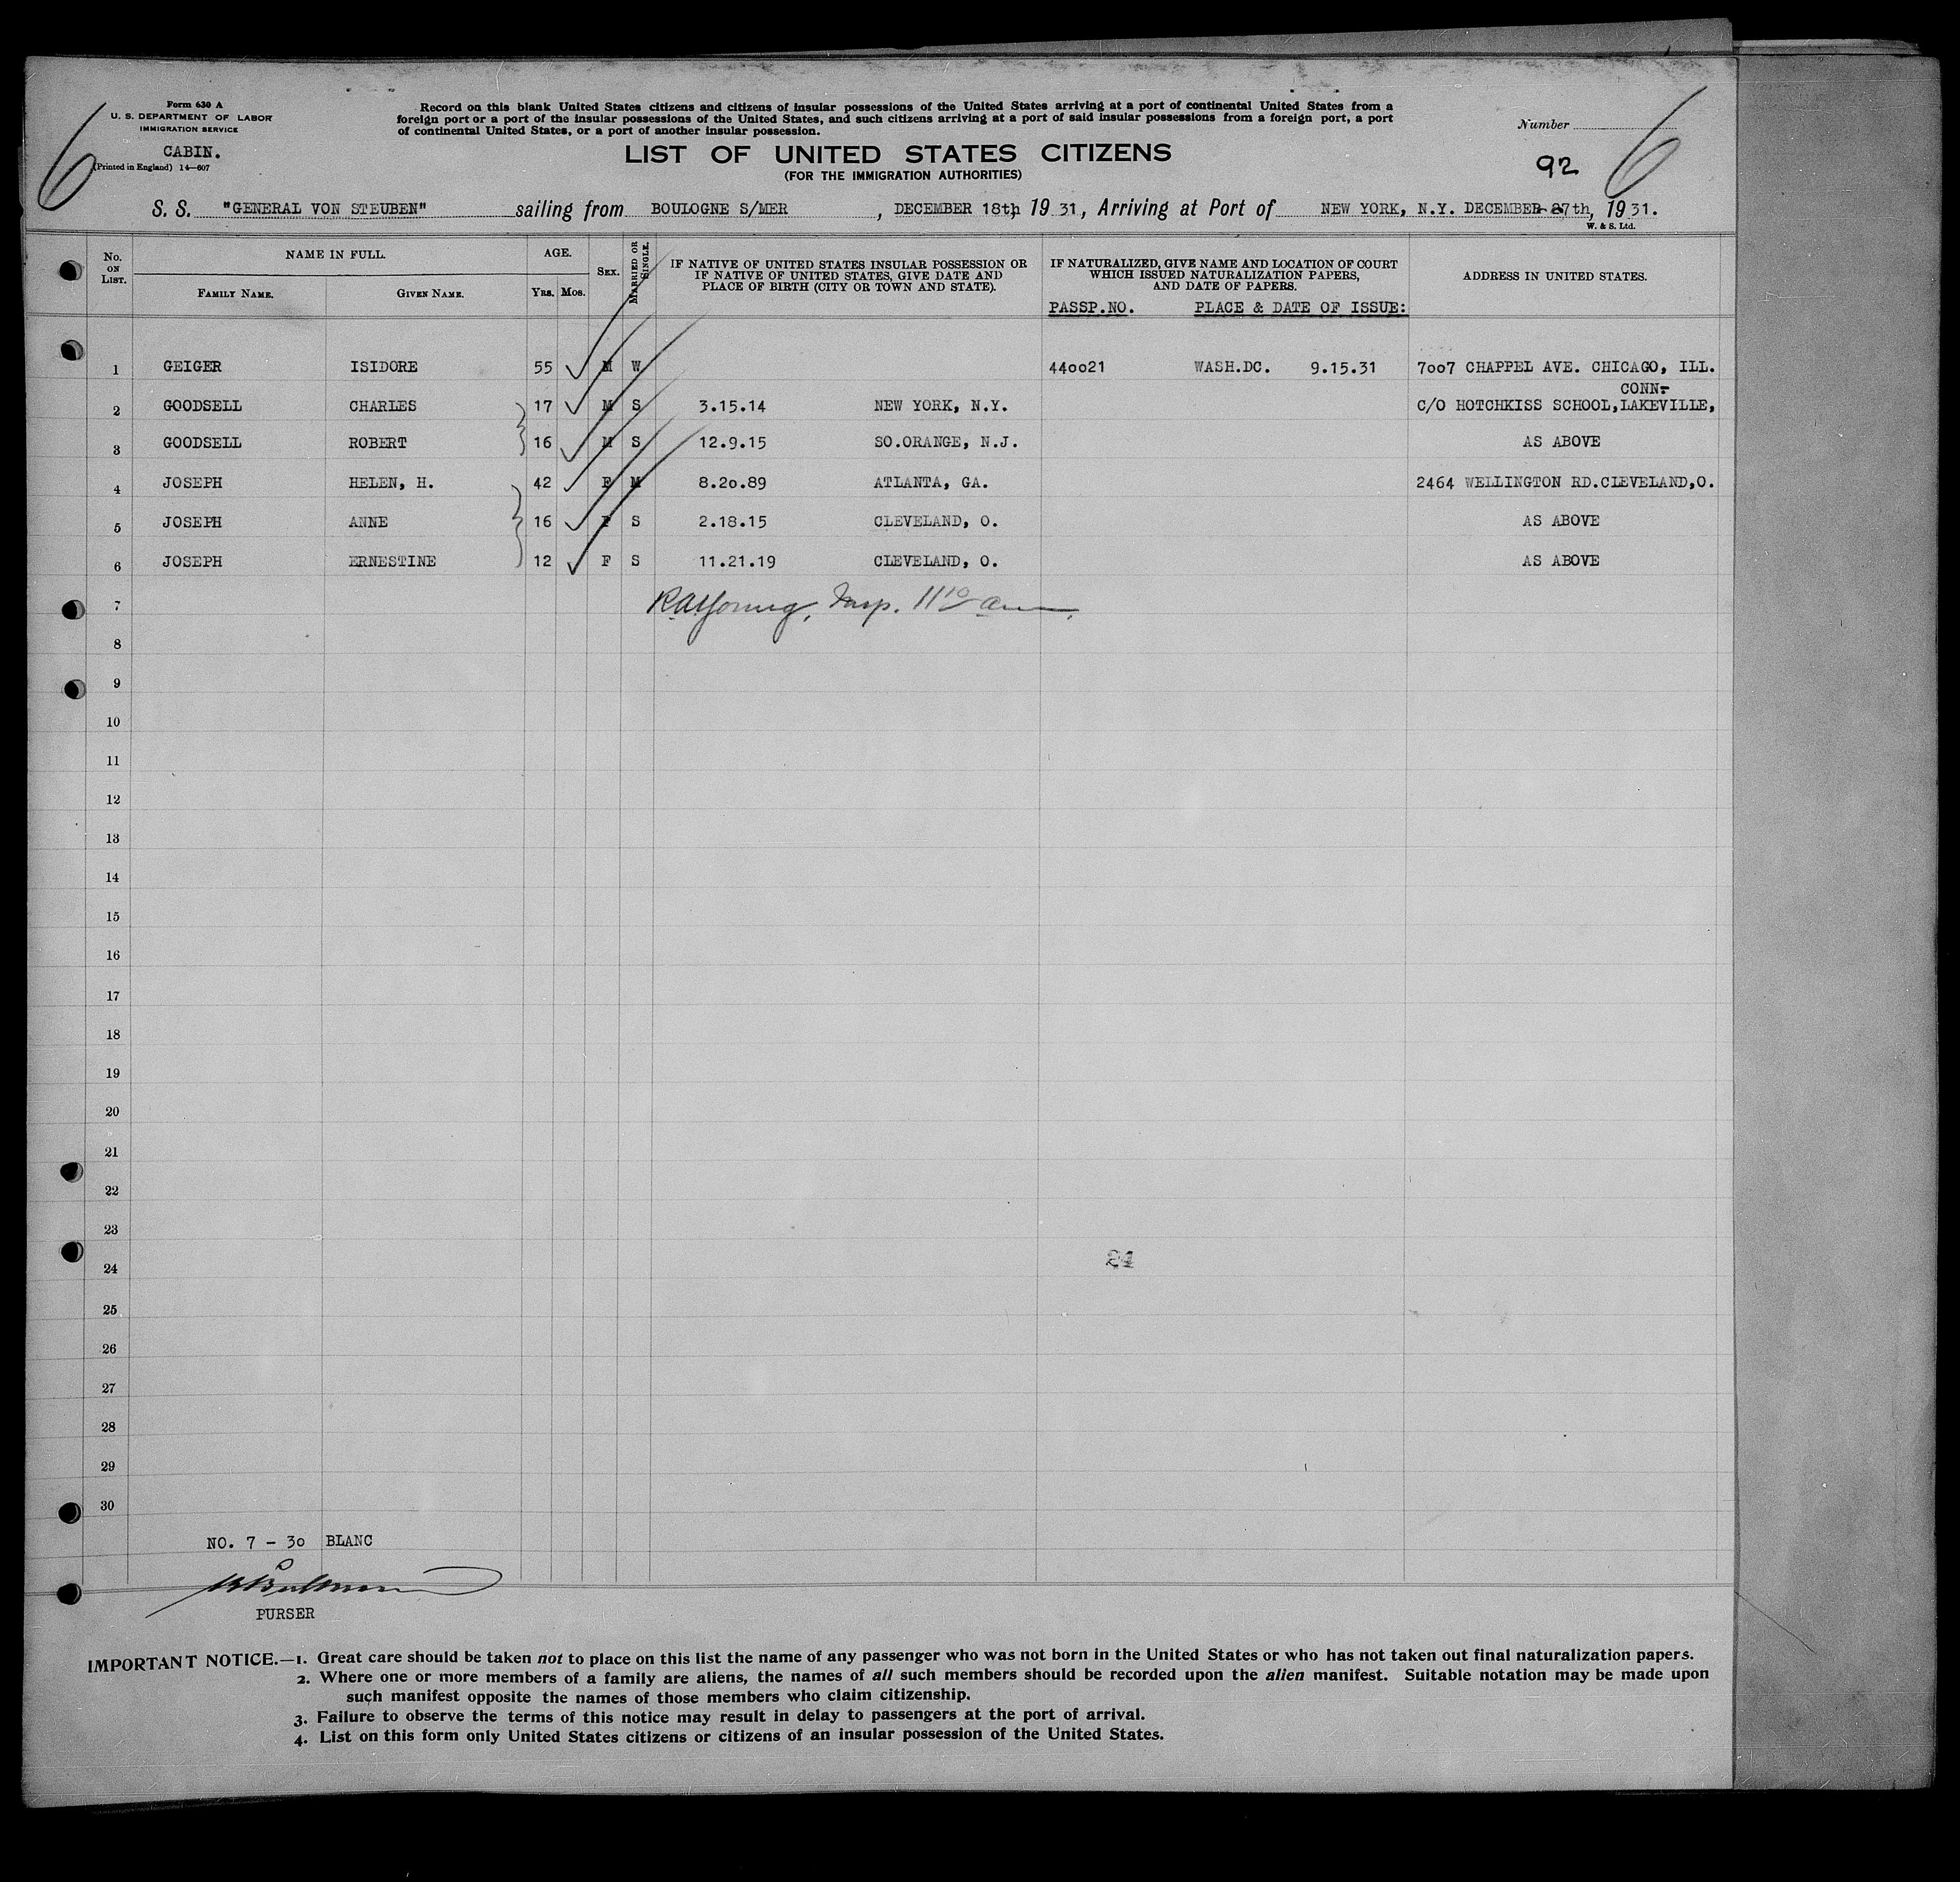 Form 630 A
U. S. DEPARTMENT OF LABOR
IMMIGRATION SERVICE
CABIN.
(Printed in England) 14—607
6
Record on this blank United States citizens and citizens of insular possessions of the United States arriving at a port of continental United States from a
foreign port or a port of the insular possessions of the United States, and such citizens arriving at a port of said insular possessions from a foreign port, a port
of continental United States, or a port of another insular possession.
LIST OF UNITED STATES CITIZENS
(FOR THE IMMIGRATION AUTHORITIES)
Number
92
6
S. S. "GENERAL VON STEUBEN" sailing from BOULOGNE S/MER, DECEMBER 18th 1931, Arriving at Port of NEW YORK, N.Y. DECEMBER 27th, 1931.
W. & S. Ltd.
No. ON LIST. NAME IN FULL. FAMILY NAME. GIVEN NAME. AGE. Yrs. Mos. SEX. MARRIED OR SINGLE.
IF NATIVE OF UNITED STATES INSULAR POSSESSION OR
IF NATIVE OF UNITED STATES, GIVE DATE AND
PLACE OF BIRTH (CITY OR TOWN AND STATE).
IF NATURALIZED, GIVE NAME AND LOCATION OF COURT
WHICH ISSUED NATURALIZATION PAPERS,
AND DATE OF PAPERS.
PASSP.NO. PLACE & DATE OF ISSUE:
ADDRESS IN UNITED STATES.
1 GEIGER ISIDORE 55 M W 440021 WASH.DC. 9.15.31 7007 CHAPPEL AVE. CHICAGO, ILL.
CONN-
2 GOODSELL CHARLES 17 M S 3.15.14 NEW YORK, N.Y. C/O HOTCHKISS SCHOOL,LAKEVILLE,
3 GOODSELL ROBERT 16 M S 12.9.15 SO.ORANGE, N.J. AS ABOVE
4 JOSEPH HELEN, H. 42 F M 8.20.89 ATLANTA, GA. 2464 WELLINGTON RD.CLEVELAND,O.
5 JOSEPH ANNE 16 F S 2.18.15 CLEVELAND, O. AS ABOVE
6 JOSEPH ERNESTINE 12 F S 11.21.19 CLEVELAND, O. AS ABOVE
7 RAYoung, Insp. 11 10 am
8
9
10
11
12
13
14
15
16
17
18
19
20
21
22
23
24 24
25
26
27
28
29
30
NO. 7 - 30 BLANC
PURSER
IMPORTANT NOTICE.—1. Great care should be taken not to place on this list the name of any passenger who was not born in the United States or who has not taken out final naturalization papers.
2. Where one or more members of a family are aliens, the names of all such members should be recorded upon the alien manifest. Suitable notation may be made upon
such manifest opposite the names of those members who claim citizenship.
3. Failure to observe the terms of this notice may result in delay to passengers at the port of arrival.
4. List on this form only United States citizens or citizens of an insular possession of the United States.